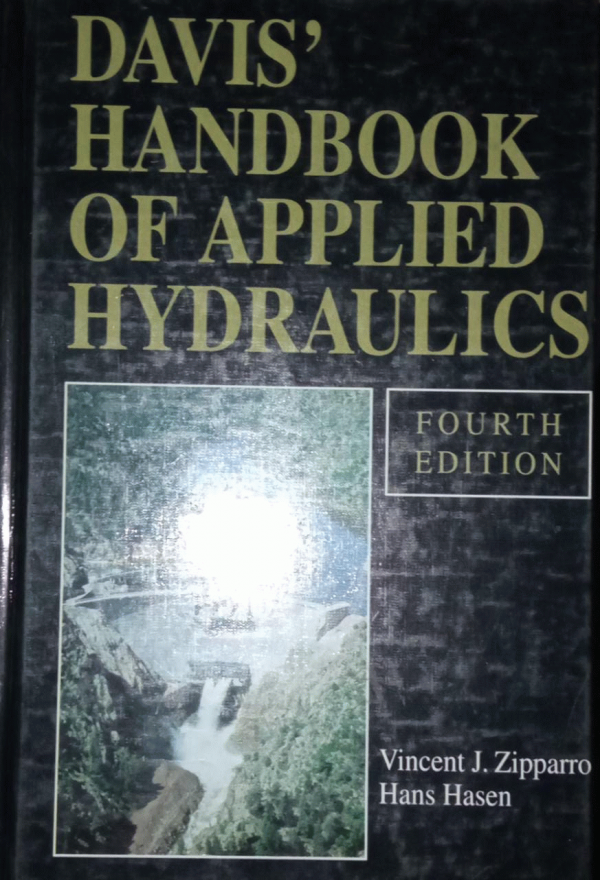 DAVIS'
HANDBOOK
OF APPLIED
HYDRAULICS
FOURTH
EDITION
Vincent J. Zipparro
Hans Hasen